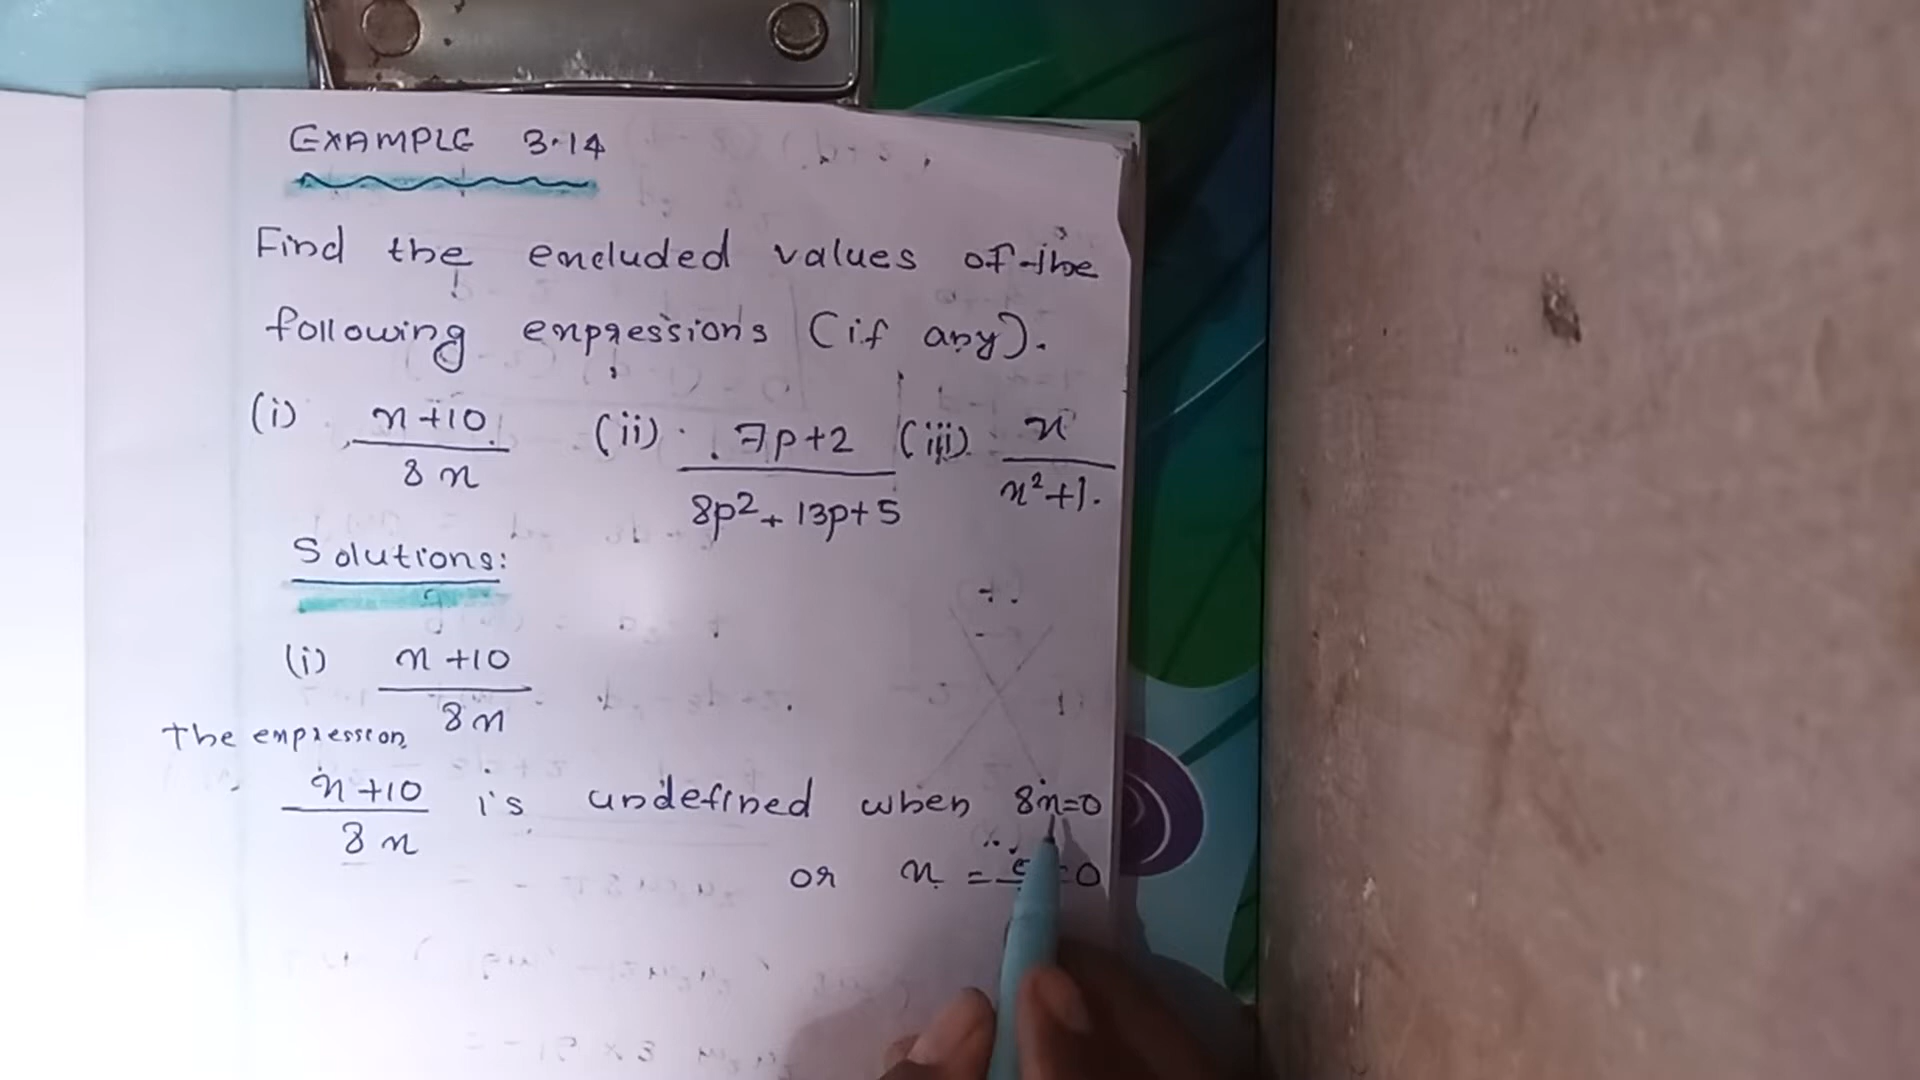 EXAMPLE 3.14
Find the excluded values of the
following expressions (if any).
(i) x+10 / 8x (ii) 7p+2 / 8p²+13p+5 (iii) x / x²+1.
Solutions:
(i) x+10 / 8x
The expression
x+10 / 8x is undefined when 8x=0
or x = =0